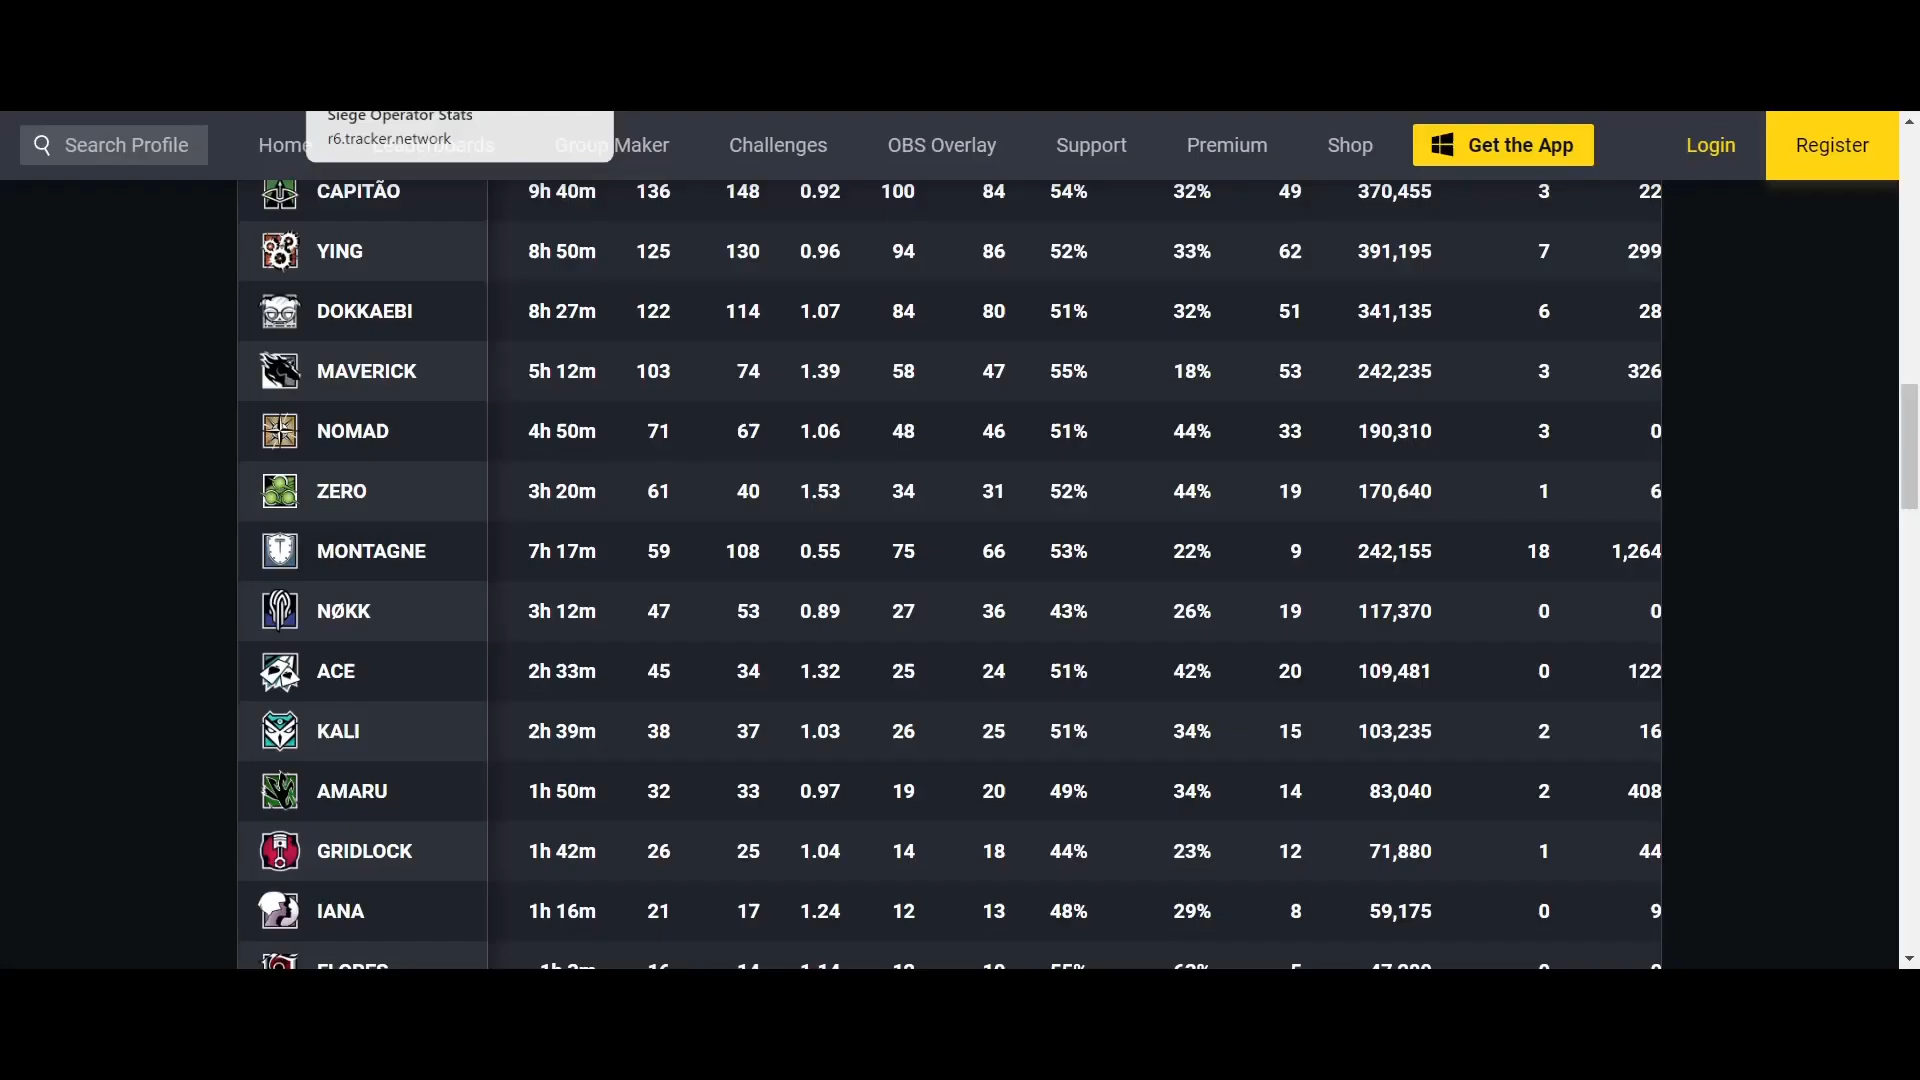 Siege Operator Stats
r6.tracker.network
Search Profile Home Leaderboards Group Maker Challenges OBS Overlay Support Premium Shop Get the App Login Register
CAPITÃO 9h 40m 136 148 0.92 100 84 54% 32% 49 370,455 3 22
YING 8h 50m 125 130 0.96 94 86 52% 33% 62 391,195 7 299
DOKKAEBI 8h 27m 122 114 1.07 84 80 51% 32% 51 341,135 6 28
MAVERICK 5h 12m 103 74 1.39 58 47 55% 18% 53 242,235 3 326
NOMAD 4h 50m 71 67 1.06 48 46 51% 44% 33 190,310 3 0
ZERO 3h 20m 61 40 1.53 34 31 52% 44% 19 170,640 1 6
MONTAGNE 7h 17m 59 108 0.55 75 66 53% 22% 9 242,155 18 1,264
NØKK 3h 12m 47 53 0.89 27 36 43% 26% 19 117,370 0 0
ACE 2h 33m 45 34 1.32 25 24 51% 42% 20 109,481 0 122
KALI 2h 39m 38 37 1.03 26 25 51% 34% 15 103,235 2 16
AMARU 1h 50m 32 33 0.97 19 20 49% 34% 14 83,040 2 408
GRIDLOCK 1h 42m 26 25 1.04 14 18 44% 23% 12 71,880 1 44
IANA 1h 16m 21 17 1.24 12 13 48% 29% 8 59,175 0 9
FLORES